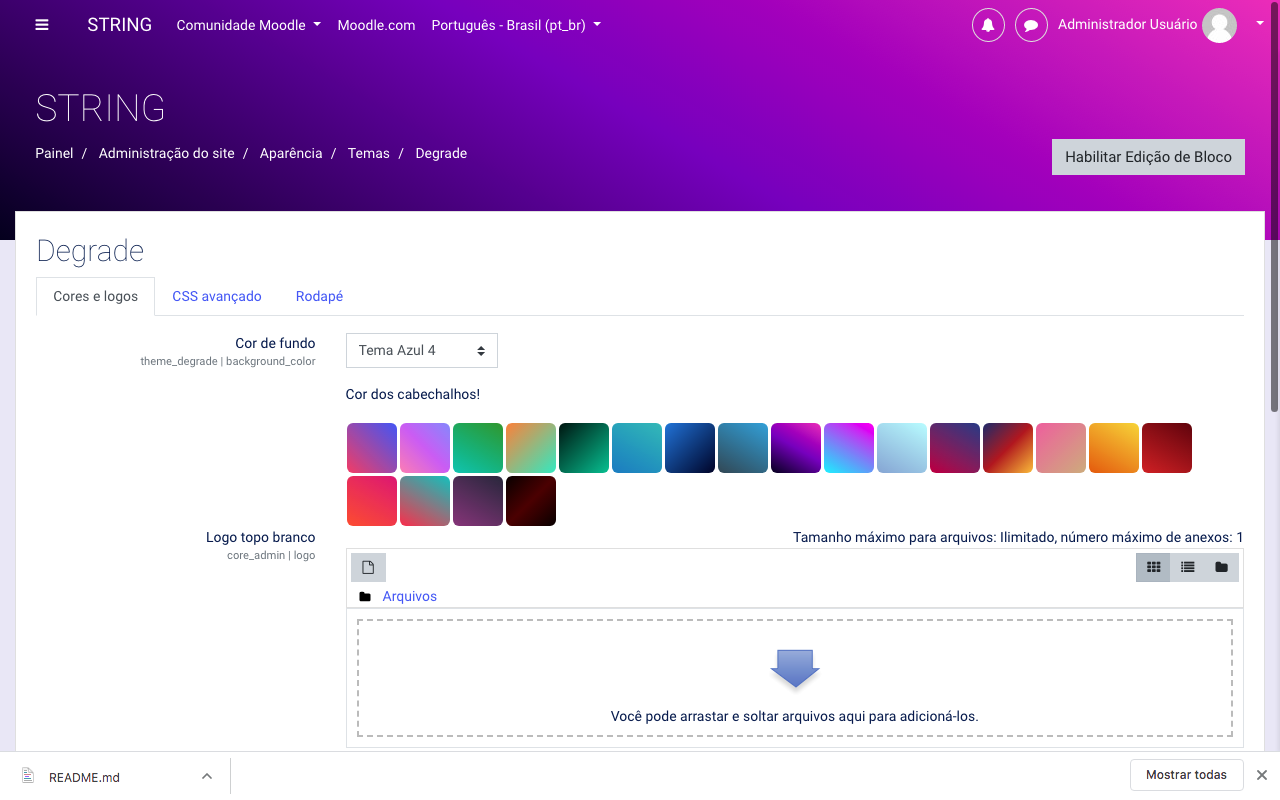 STRING Comunidade Moodle Moodle.com Português - Brasil (pt_br) Administrador Usuário
STRING
Painel / Administração do site / Aparência / Temas / Degrade
Habilitar Edição de Bloco
Degrade
Cores e logos CSS avançado Rodapé
Cor de fundo Tema Azul 4
theme_degrade | background_color
Cor dos cabechalhos!
Logo topo branco Tamanho máximo para arquivos: Ilimitado, número máximo de anexos: 1
core_admin | logo
Arquivos
Você pode arrastar e soltar arquivos aqui para adicioná-los.
README.md Mostrar todas